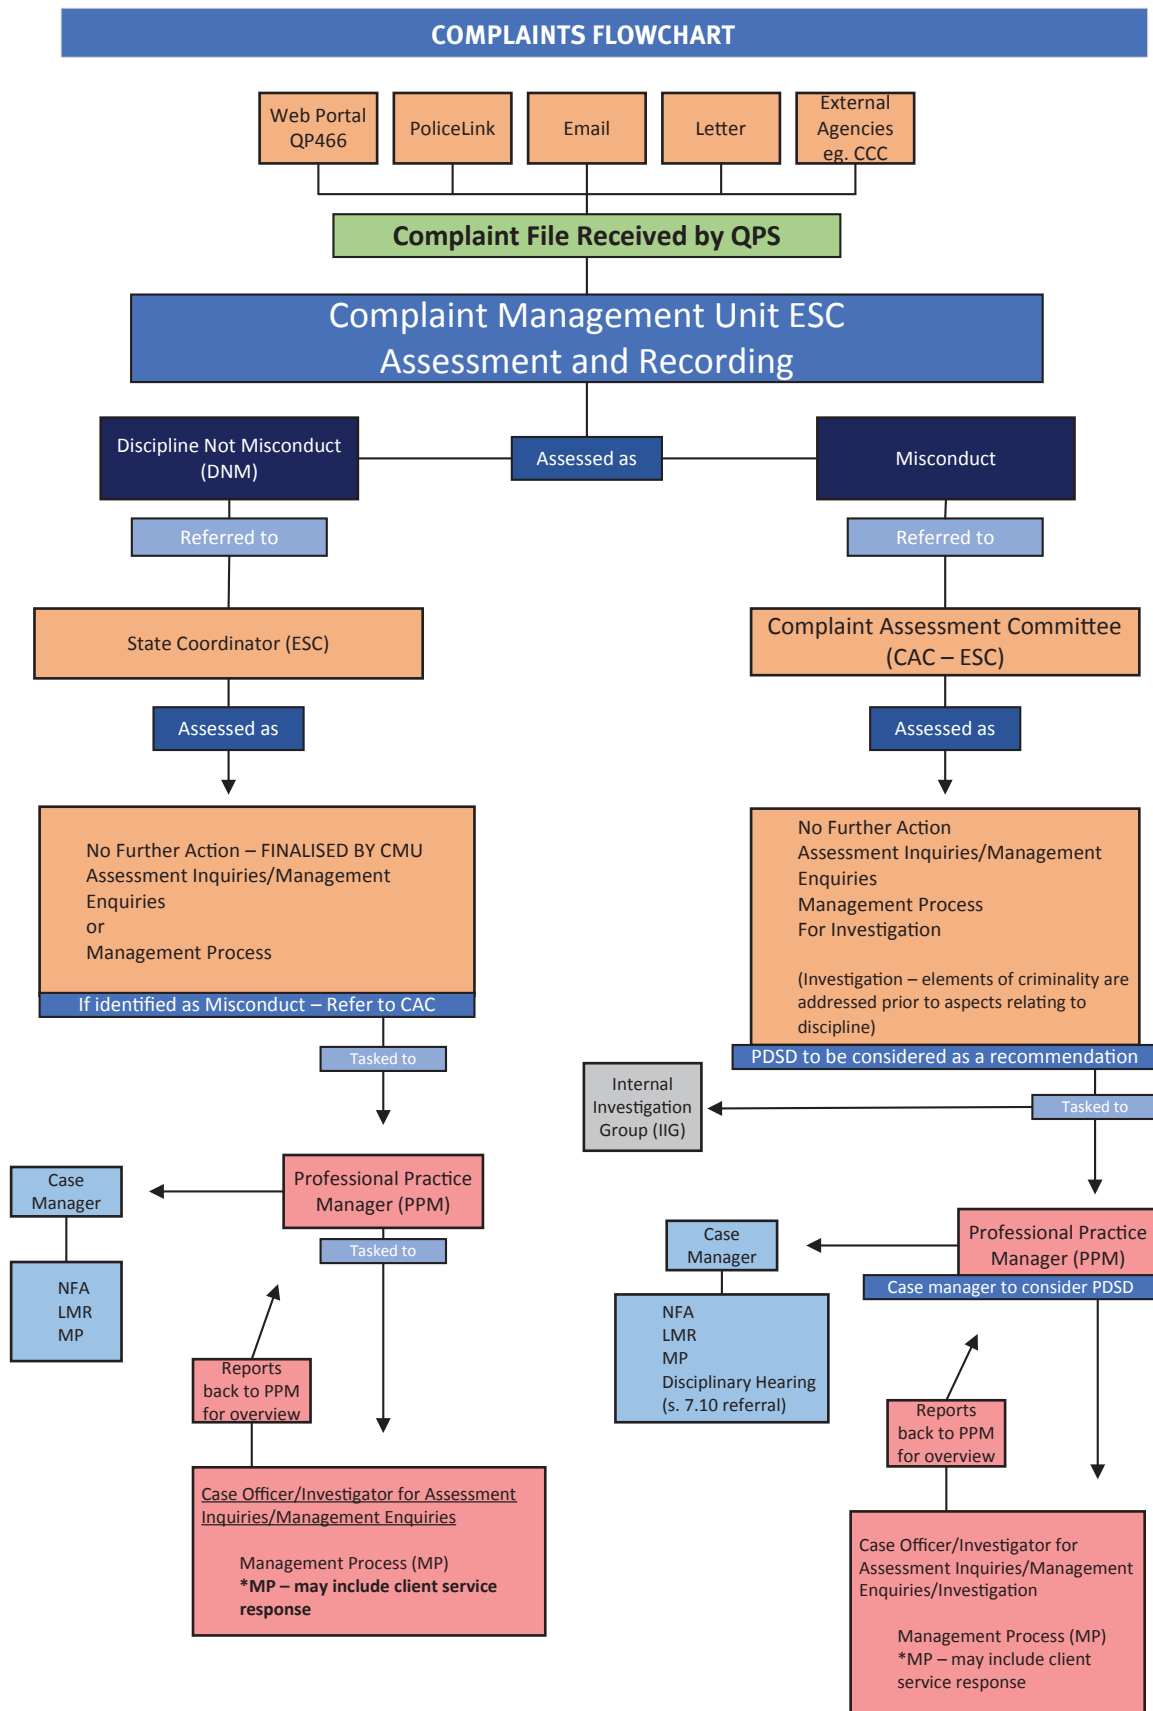 COMPLAINTS FLOWCHART
Web Portal
QP466
PoliceLink
Email
Letter
External
Agencies
eg. CCC
Complaint File Received by QPS
Complaint Management Unit ESC
Assessment and Recording
Discipline Not Misconduct
(DNM)
Assessed as
Misconduct
Referred to
Referred to
State Coordinator (ESC)
Complaint Assessment Committee
(CAC – ESC)
Assessed as
Assessed as
No Further Action – FINALISED BY CMU
Assessment Inquiries/Management
Enquiries
or
Management Process
If identified as Misconduct – Refer to CAC
No Further Action
Assessment Inquiries/Management
Enquiries
Management Process
For Investigation
(Investigation – elements of criminality are
addressed prior to aspects relating to
discipline)
PDSD to be considered as a recommendation
Tasked to
Internal
Investigation
Group (IIG)
Tasked to
Case
Manager
Professional Practice
Manager (PPM)
Tasked to
NFA
LMR
MP
Case
Manager
Professional Practice
Manager (PPM)
Case manager to consider PDSD
NFA
LMR
MP
Disciplinary Hearing
(s. 7.10 referral)
Reports
back to PPM
for overview
Reports
back to PPM
for overview
Case Officer/Investigator for Assessment
Inquiries/Management Enquiries
Management Process (MP)
*MP – may include client service
response
Case Officer/Investigator for
Assessment Inquiries/Management
Enquiries/Investigation
Management Process (MP)
*MP – may include client
service response